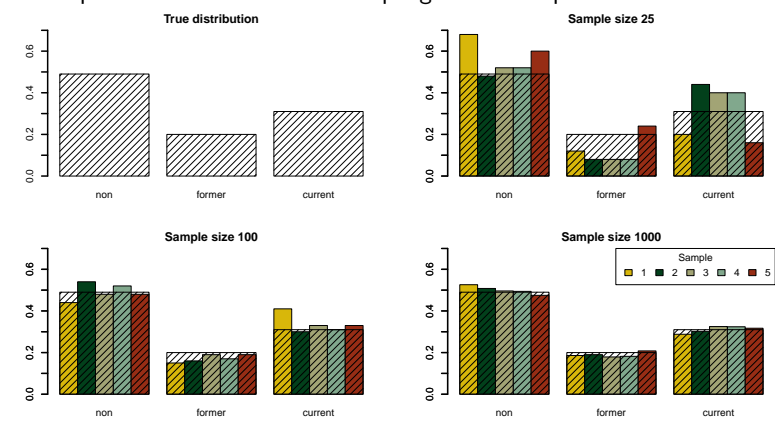 True distribution
0.0 0.2 0.4 0.6
non former current
Sample size 25
0.0 0.2 0.4 0.6
non former current
Sample size 100
0.0 0.2 0.4 0.6
non former current
Sample size 1000
0.0 0.2 0.4 0.6
Sample
1 2 3 4 5
non former current